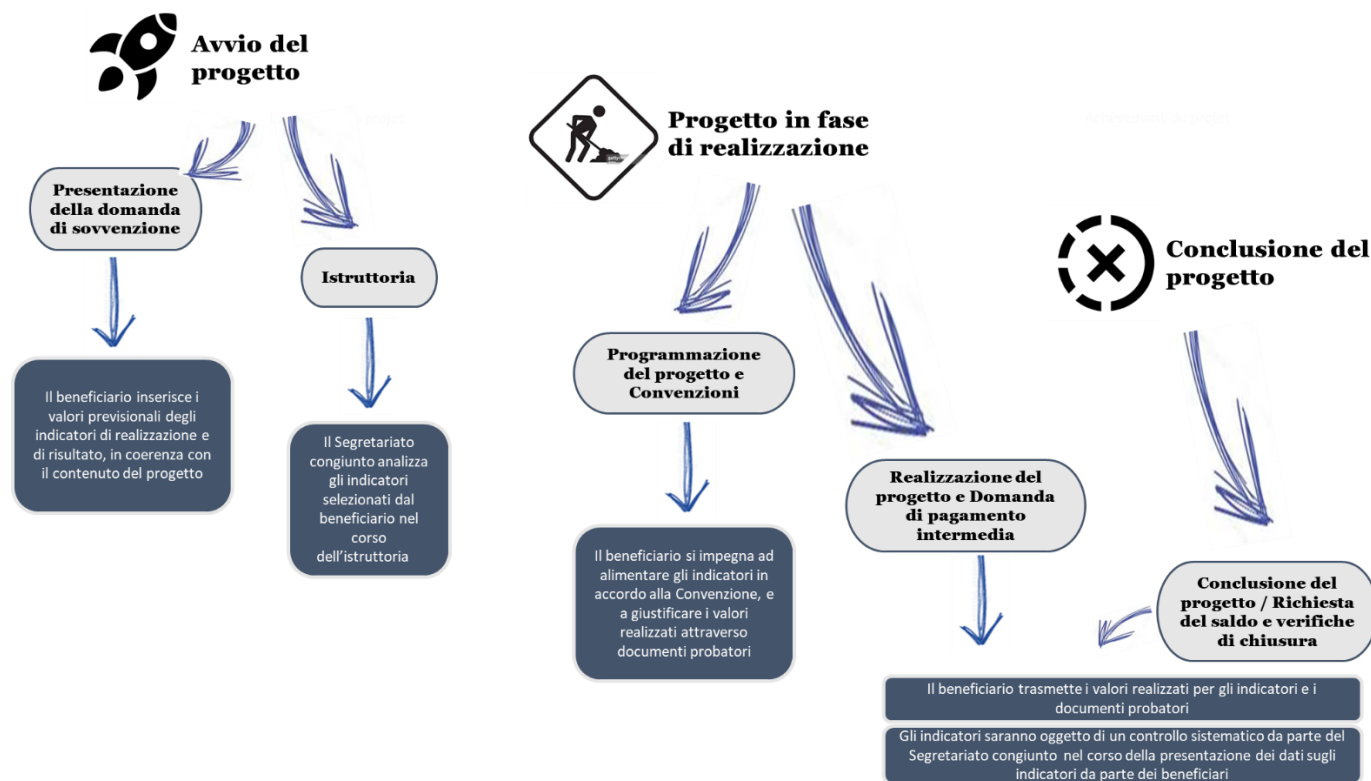 Avvio del
progetto
Presentazione
della domanda
di sovvenzione
Istruttoria
Il beneficiario inserisce i
valori previsionali degli
indicatori di realizzazione e
di risultato, in coerenza con
il contenuto del progetto
Il Segretariato
congiunto analizza
gli indicatori
selezionati dal
beneficiario nel
corso
dell'istruttoria
Progetto in fase
di realizzazione
Programmazione
del progetto e
Convenzioni
Il beneficiario si impegna ad
alimentare gli indicatori in
accordo alla Convenzione, e
a giustificare i valori
realizzati attraverso
documenti probatori
Realizzazione del
progetto e Domanda
di pagamento
intermedia
Conclusione del
progetto
Conclusione del
progetto / Richiesta
del saldo e verifiche
di chiusura
Il beneficiario trasmette i valori realizzati per gli indicatori e i
documenti probatori
Gli indicatori saranno oggetto di un controllo sistematico da parte del
Segretariato congiunto nel corso della presentazione dei dati sugli
indicatori da parte dei beneficiari